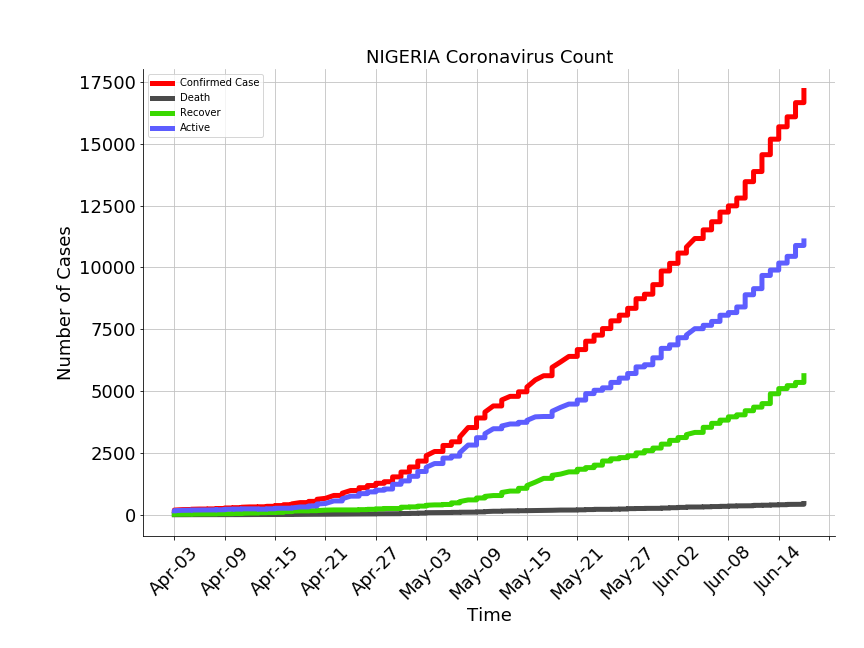 NIGERIA Coronavirus Count
Confirmed Case
Death
Recover
Active
17500
15000
12500
10000
7500
5000
2500
0
Number of Cases
Apr-03
Apr-09
Apr-15
Apr-21
Apr-27
May-03
May-09
May-15
May-21
May-27
Jun-02
Jun-08
Jun-14
Time